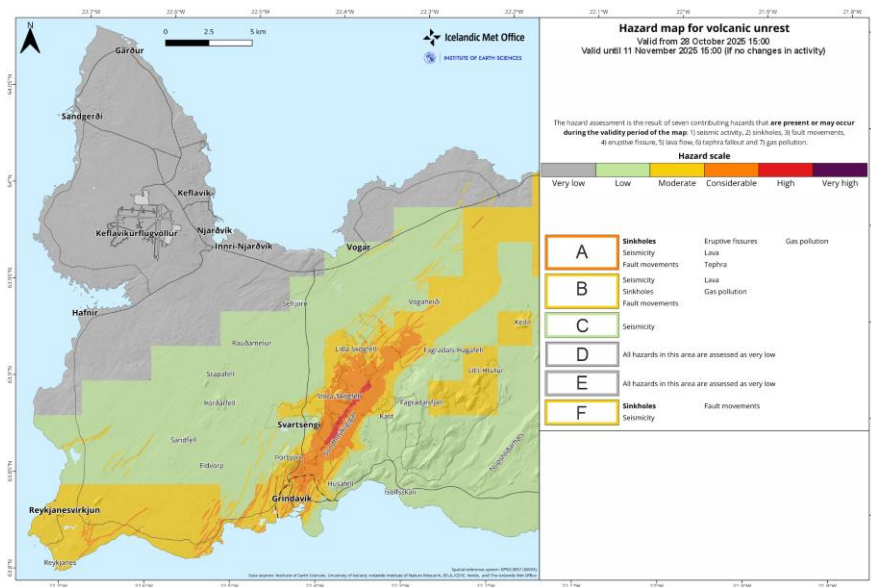 Hazard map for volcanic unrest
Valid from 28 October 2025 15:00
Valid until 11 November 2025 15:00 (if no changes in activity)
The hazard assessment is the result of seven contributing hazards that are present or may occur
during the validity period of the map: 1) seismic activity, 2) sinkholes, 3) fault movements,
4) eruptive fissure, 5) lava flow, 6) tephra fallout and 7) gas pollution.
Hazard scale
Very low Low Moderate Considerable High Very high
A
Sinkholes Eruptive fissures Gas pollution
Seismicity Lava
Fault movements Tephra
B
Seismicity Lava
Sinkholes Gas pollution
Fault movements
C
Seismicity
D
All hazards in this area are assessed as very low
E
All hazards in this area are assessed as very low
F
Sinkholes Fault movements
Seismicity
N
0 2.5 5 km
Icelandic Met Office
INSTITUTE OF EARTH SCIENCES
Garður
Sandgerði
Keflavík
Keflavíkurflugvöllur
Njarðvík
Innri-Njarðvík
Vogar
Hafnir
Vogaheiði
Keilir
Rauðamelur
Litla Skógfell
Fagradals-Hagafell
Litli Hrútur
Stapafell
Stóra-Skógfell
Þórðarfell
Fagradalsfjall
Kast
Svartsengi
Sandfell
Eldvörp
Þorbjörn
Húsafell
Ísólfsskáli
Grindavík
Reykjanesvirkjun
Reykjanes